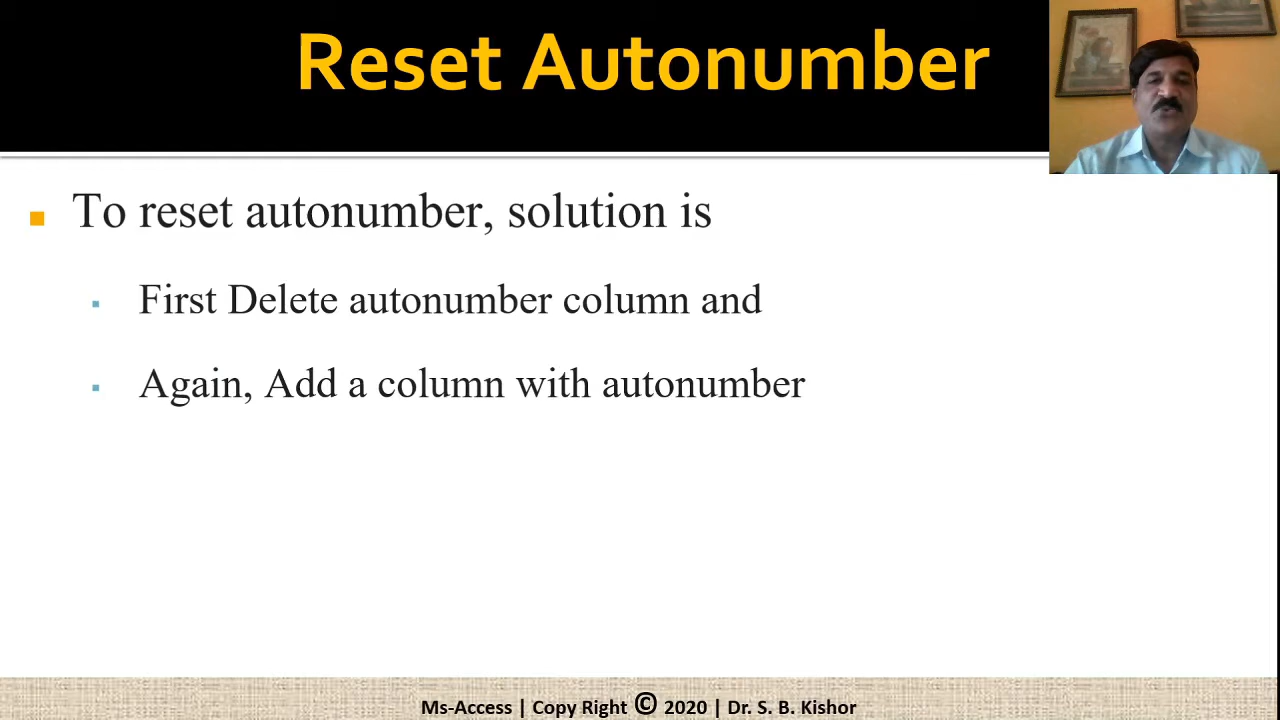 Reset Autonumber
To reset autonumber, solution is
First Delete autonumber column and
Again, Add a column with autonumber
Ms-Access | Copy Right © 2020 | Dr. S. B. Kishor